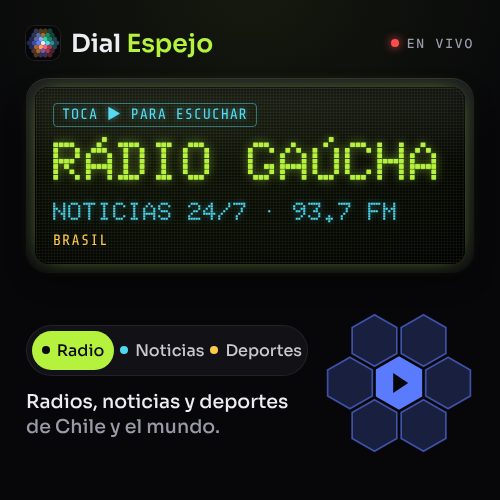 Dial Espejo
EN VIVO
TOCA ▶ PARA ESCUCHAR
RÁDIO GAÚCHA
NOTICIAS 24/7 · 93,7 FM
BRASIL
Radio
Noticias
Deportes
Radios, noticias y deportes
de Chile y el mundo.